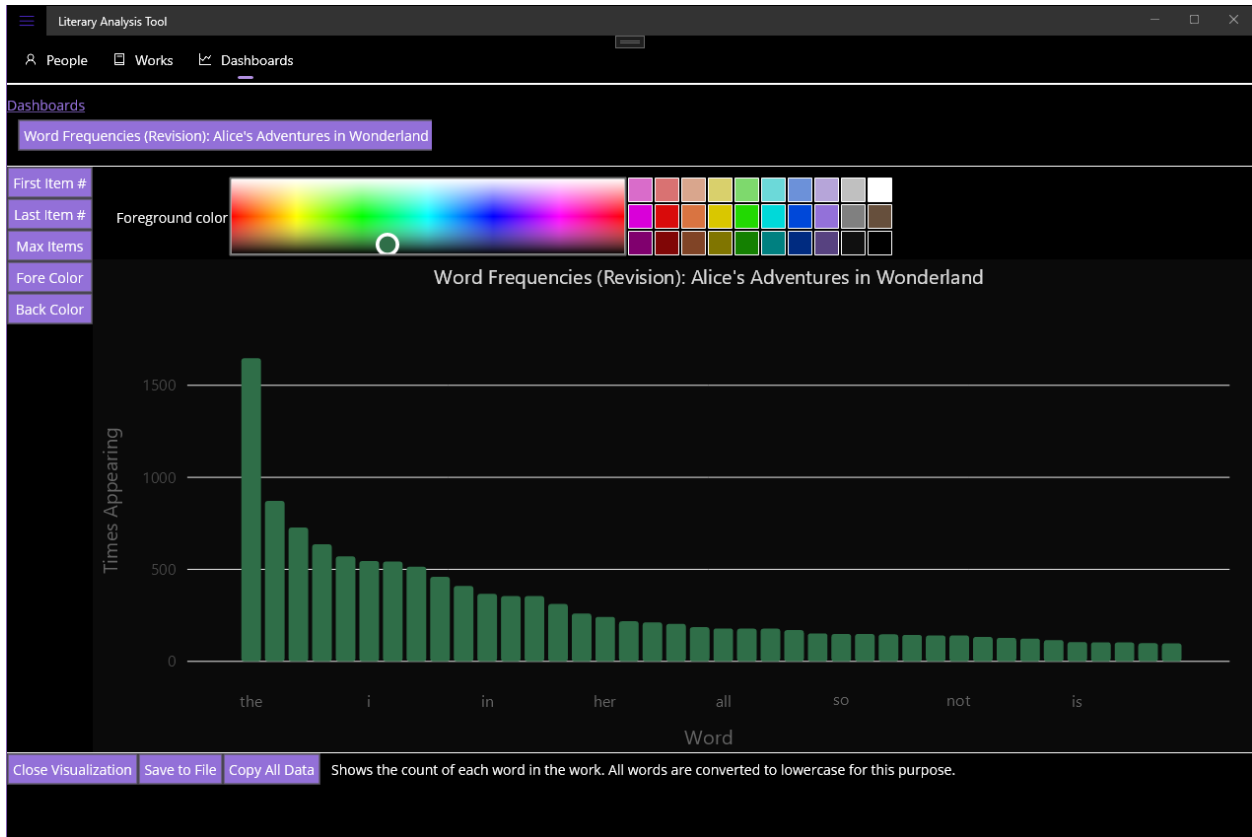 Literary Analysis Tool
People Works Dashboards
Dashboards
Word Frequencies (Revision): Alice's Adventures in Wonderland
First Item #
Last Item #
Max Items
Fore Color
Back Color
Foreground color
Word Frequencies (Revision): Alice's Adventures in Wonderland
Times Appearing
1500
1000
500
0
the i in her all so not is
Word
Close Visualization Save to File Copy All Data Shows the count of each word in the work. All words are converted to lowercase for this purpose.